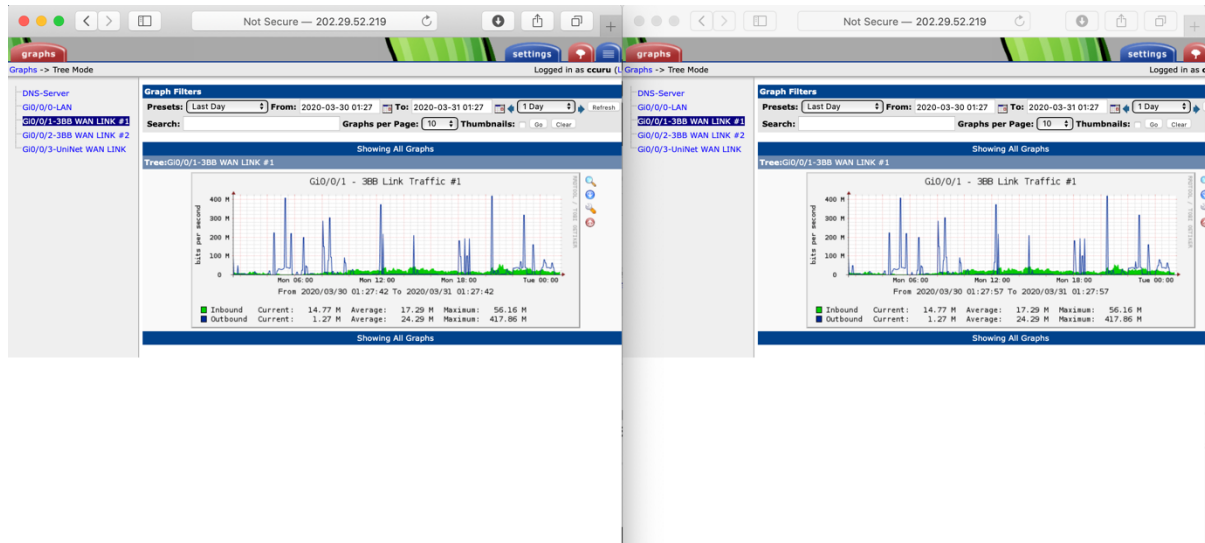 Not Secure — 202.29.52.219
graphs
settings
Graphs -> Tree Mode
Logged in as ccuru (L
DNS-Server
Gi0/0/0-LAN
Gi0/0/1-3BB WAN LINK #1
Gi0/0/2-3BB WAN LINK #2
Gi0/0/3-UniNet WAN LINK
Graph Filters
Presets: Last Day From: 2020-03-30 01:27 To: 2020-03-31 01:27 1 Day Refresh
Search: Graphs per Page: 10 Thumbnails: Go Clear
Showing All Graphs
Tree:Gi0/0/1-3BB WAN LINK #1
Gi0/0/1 - 3BB Link Traffic #1
bits per second
400 M
300 M
200 M
100 M
0
Mon 06:00 Mon 12:00 Mon 18:00 Tue 00:00
From 2020/03/30 01:27:42 To 2020/03/31 01:27:42
Inbound Current: 14.77 M Average: 17.29 M Maximum: 56.16 M
Outbound Current: 1.27 M Average: 24.29 M Maximum: 417.86 M
Showing All Graphs
Not Secure — 202.29.52.219
graphs
settings
Graphs -> Tree Mode
Logged in as c
DNS-Server
Gi0/0/0-LAN
Gi0/0/1-3BB WAN LINK #1
Gi0/0/2-3BB WAN LINK #2
Gi0/0/3-UniNet WAN LINK
Graph Filters
Presets: Last Day From: 2020-03-30 01:27 To: 2020-03-31 01:27 1 Day
Search: Graphs per Page: 10 Thumbnails: Go Clear
Showing All Graphs
Tree:Gi0/0/1-3BB WAN LINK #1
Gi0/0/1 - 3BB Link Traffic #1
bits per second
400 M
300 M
200 M
100 M
0
Mon 06:00 Mon 12:00 Mon 18:00 Tue 00:00
From 2020/03/30 01:27:57 To 2020/03/31 01:27:57
Inbound Current: 14.77 M Average: 17.29 M Maximum: 56.16 M
Outbound Current: 1.27 M Average: 24.29 M Maximum: 417.86 M
Showing All Graphs